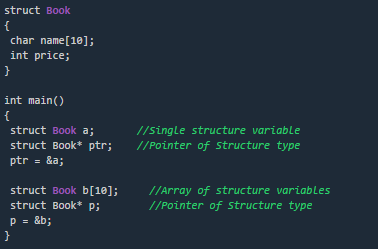 struct Book
{
 char name[10];
 int price;
}

int main()
{
 struct Book a;       //Single structure variable
 struct Book* ptr;    //Pointer of Structure type
 ptr = &a;

 struct Book b[10];     //Array of structure variables
 struct Book* p;        //Pointer of Structure type
 p = &b;
}